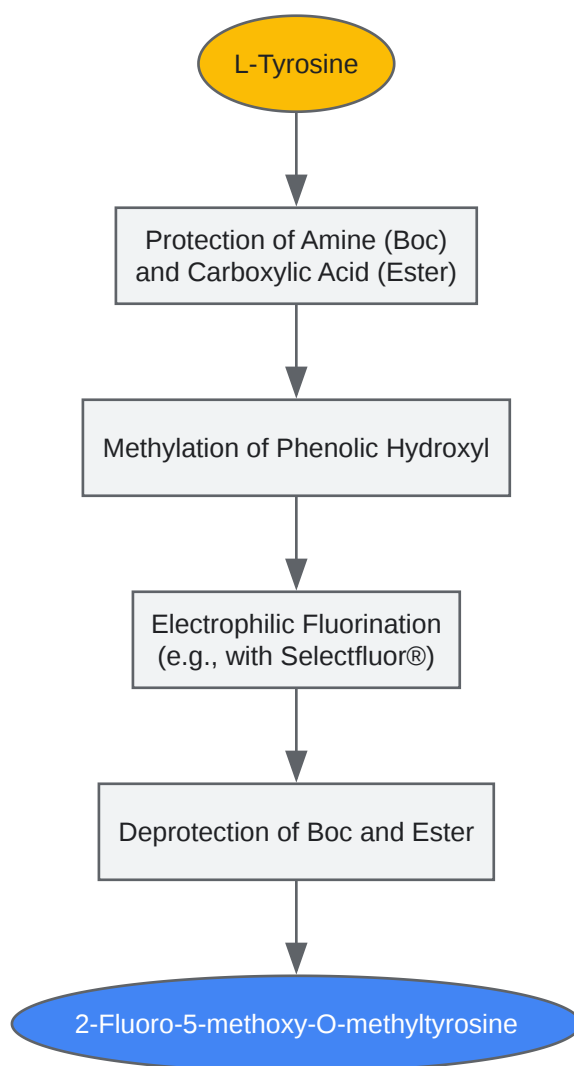 L-Tyrosine
Protection of Amine (Boc)
and Carboxylic Acid (Ester)
Methylation of Phenolic Hydroxyl
Electrophilic Fluorination
(e.g., with Selectfluor®)
Deprotection of Boc and Ester
2-Fluoro-5-methoxy-O-methyltyrosine